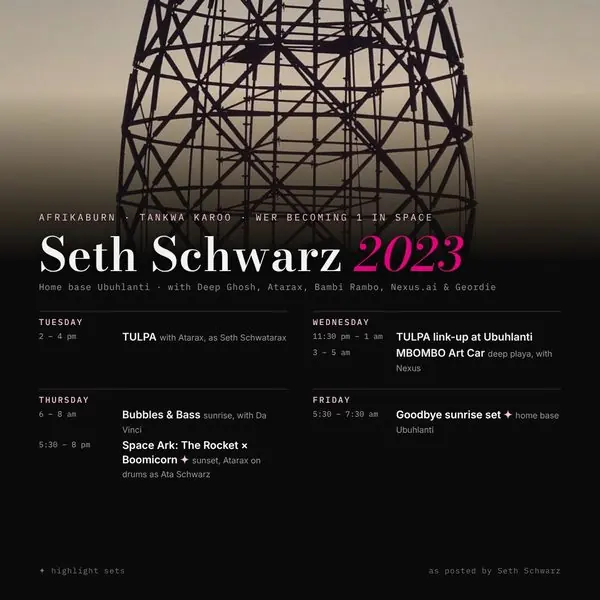 AFRIKABURN · TANKWA KAROO · WER BECOMING 1 IN SPACE
Seth Schwarz 2023
Home base Ubuhlanti · with Deep Ghosh, Atarax, Bambi Rambo, Nexus.ai & Geordie
TUESDAY
2 – 4 pm TULPA with Atarax, as Seth Schwatarax
WEDNESDAY
11:30 pm – 1 am TULPA link-up at Ubuhlanti
3 – 5 am MBOMBO Art Car deep playa, with
Nexus
THURSDAY
6 – 8 am Bubbles & Bass sunrise, with Da
Vinci
5:30 – 8 pm Space Ark: The Rocket ×
Boomicorn ✦ sunset, Atarax on
drums as Ata Schwarz
FRIDAY
5:30 – 7:30 am Goodbye sunrise set ✦ home base
Ubuhlanti
✦ highlight sets
as posted by Seth Schwarz